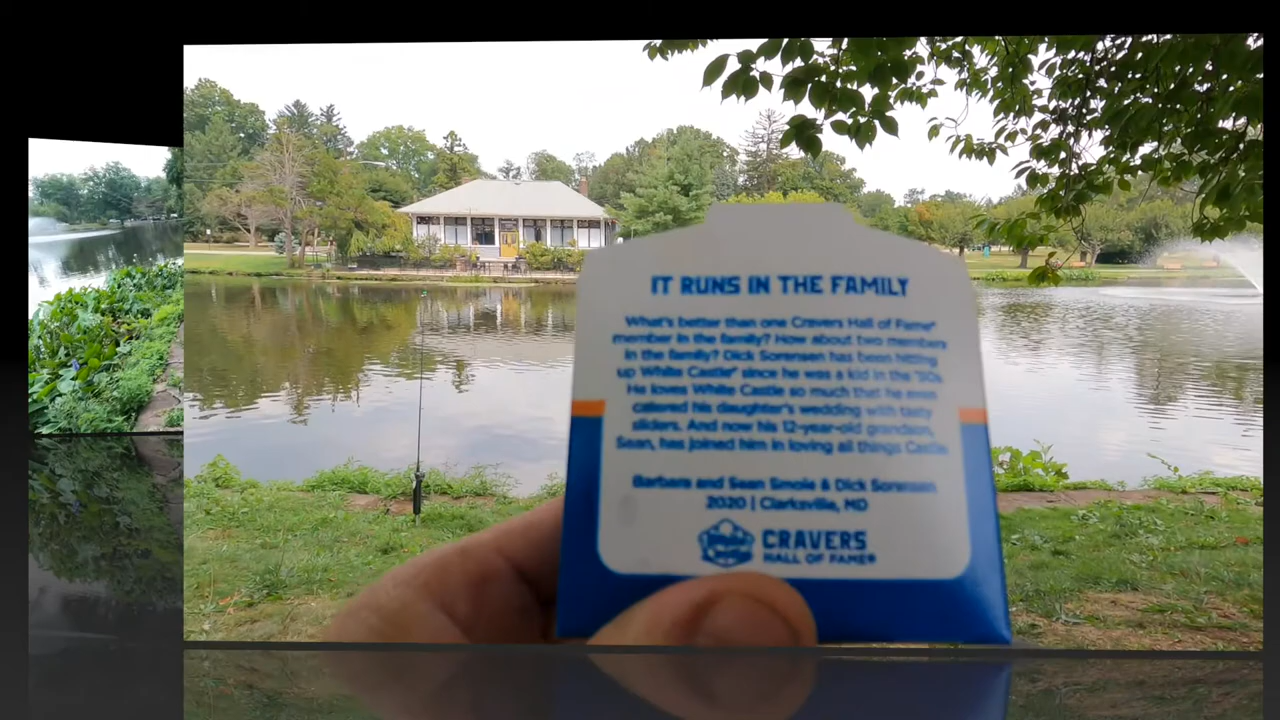 IT RUNS IN THE FAMILY
What's better than one Cravers Hall of Fame®
member in the family? How about two members
in the family? Dick Sorensen has been hitting
up White Castle® since he was a kid in the '50s.
He loves White Castle so much that he even
catered his daughter's wedding with tasty
sliders. And now his 12-year-old grandson,
Sean, has joined him in loving all things Castle.
Barbara and Sean Smole & Dick Sorensen
2020 | Clarksville, MD
CRAVERS
HALL OF FAME®